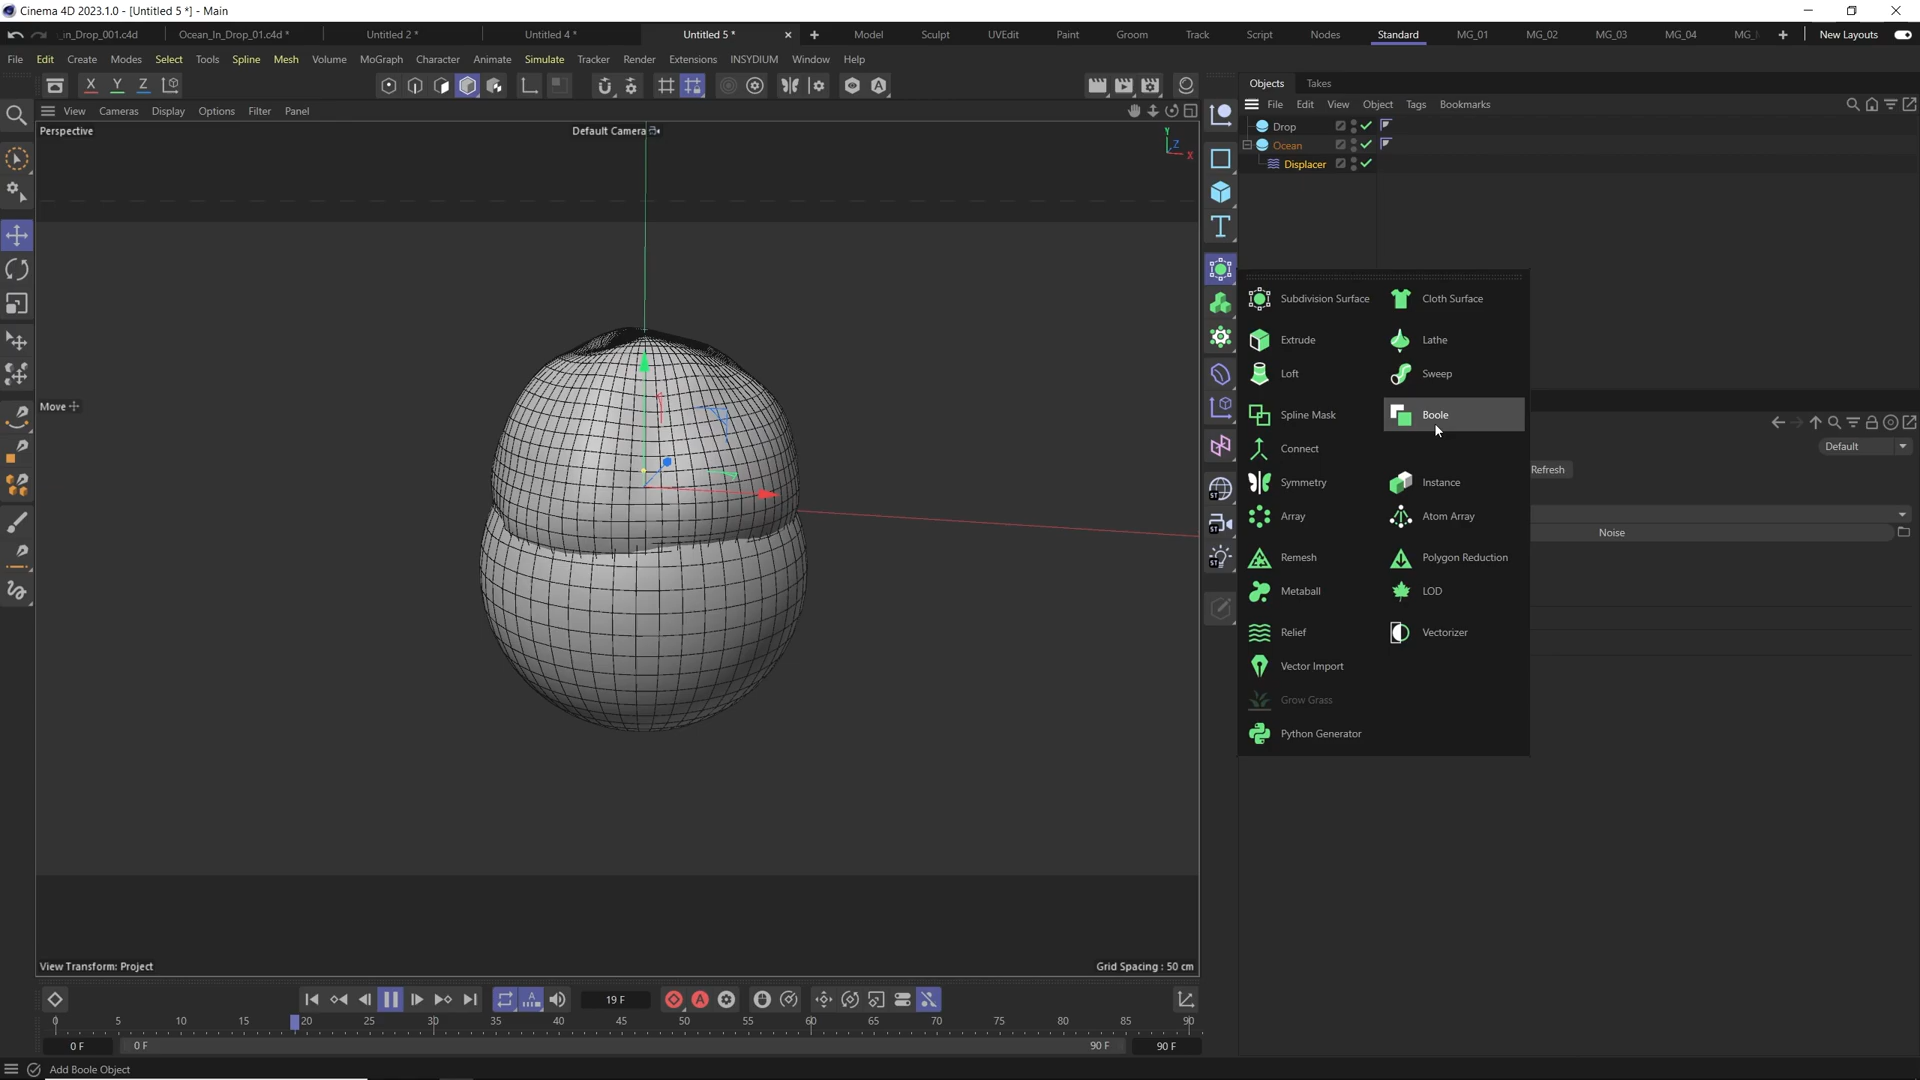 Cinema 4D 2023.1.0 - [Untitled 5 *] - Main
in_Drop_001.c4d Ocean_In_Drop_01.c4d * Untitled 2 * Untitled 4 * Untitled 5 * Model Sculpt UVEdit Paint Groom Track Script Nodes Standard MG_01 MG_02 MG_03 MG_04 MG_ New Layouts
File Edit Create Modes Select Tools Spline Mesh Volume MoGraph Character Animate Simulate Tracker Render Extensions INSYDIUM Window Help
X Y Z
Objects Takes
View Cameras Display Options Filter Panel
File Edit View Object Tags Bookmarks
Perspective
Default Camera
Y
Z
X
Drop
Ocean
Displacer
Subdivision Surface Cloth Surface
Extrude Lathe
Loft Sweep
Spline Mask Boole
Connect
Symmetry Instance
Array Atom Array
Remesh Polygon Reduction
Metaball LOD
Relief Vectorizer
Vector Import
Grow Grass
Python Generator
Move
Default
Refresh
Noise
View Transform: Project
Grid Spacing : 50 cm
19 F
0 5 10 15 20 25 30 35 40 45 50 55 60 65 70 75 80 85 90
0 F 0 F 90 F 90 F
Add Boole Object